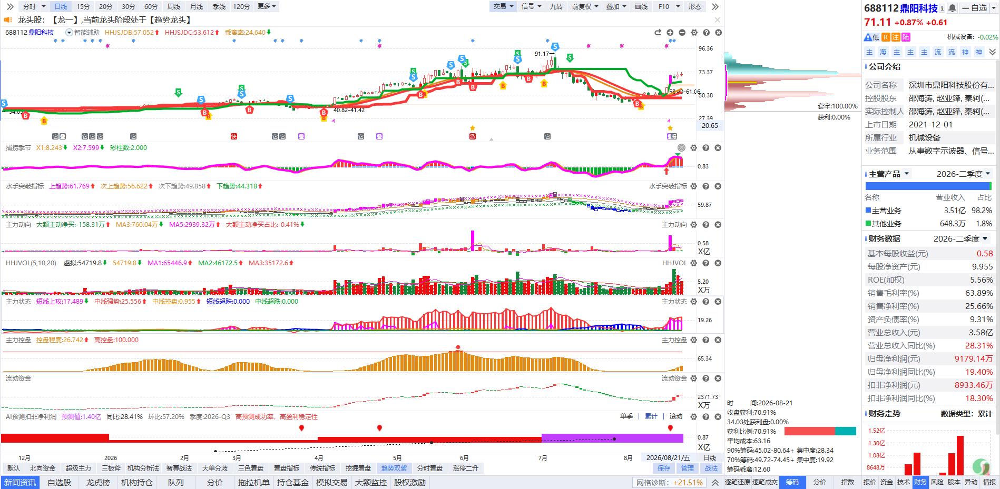 分时 日线 15分 20分 30分 60分 周线 月线 季线 120分 更多 交易 信号 九转 前复权 叠加 画线 F10 形态
龙头股：【龙一】,当前龙头阶段处于【趋势龙头】
688112 鼎阳科技 智能辅助 HHJSJDB:57.052 HHJSJDC:53.612 乖离率:24.640
91.17
96.36
73.37
50.38
27.39
20.65
34.03
40.82-41.42
58.80-61.06
捕捞季节 X1:8.243 X2:7.599 彩柱数:2.000
0.83
水手突破指标 上趋势:61.769 次上趋势:56.622 次下趋势:49.858 下趋势:44.318 水手突破指标
59.87
主力动向 大额主动净买:-158.31万 MA3:760.04万 MA5:2939.32万 大额主动净买占比:-0.41% 主力动向
0.58
X亿
HHJVOL(5,10,20) 虚拟:54719.8 54719.8 MA1:65446.9 MA2:46172.5 MA3:35172.6 HHJVOL
5.20
X万
主力状态 短线上攻:17.489 中线强势:25.556 中线控盘:0.955 短线超跌:0.000 中线超跌:0.000 主力状态
19.26
主力控盘 控盘程度:26.742 高控盘:100.000 主力控盘
65.34
流动资金 流动资金
2371.73
X万
AI预测扣非净利润 预测值:1.40亿 同比:28.41% 环比:57.20% 季度:2026-Q3 高预测成功率，高盈利稳定性 单季 累计 滚动
0.87
X亿
12月 2026 2月 3月 4月 5月 6月 7月 8月 2026/08/21/五 日线
默认 北向资金 超级主力 三板斧 机构分析法 智尊战法 大单分歧 三色看盘 看盘指标 传统指标 挖掘看盘 趋势双紫 分时看盘 涨停二升 保存 管理 战法
新闻资讯 自选股 龙虎榜 机构持仓 队列 分价 拖拉机单 持仓基金 模拟交易 大额监控 股权激励 网格诊断：+21.51%
套牢:100.00%
获利:0.00%
时 间:2026-08-21
收盘获利:70.91%
34.03处获利盘:0.00%
获利比例:70.91%
平均成本:63.16
90%筹码:45.02-80.64+ 集中度:28.34
70%筹码:49.72-74.45+ 集中度:19.92
筹码乖离:12.60
逐笔还原 逐笔成交 筹码 分价 指数
688112 鼎阳科技 自选
71.11 +0.87% +0.61
低 R 注 陆 机械设备: -0.02%
主 海 主 主 主 流 流 神 神
公司介绍
公司名称 深圳市鼎阳科技股份有...
控股股东 邵海涛, 赵亚锋, 秦轲(...
实际控制人 邵海涛, 赵亚锋, 秦轲(...
上市日期 2021-12-01
所属行业 机械设备
业务范围 从事数字示波器、信号...
主营产品 2026-二季度
名称 营业收入 占比
主营业务 3.51亿 98.2%
其他业务 648.3万 1.8%
财务数据 2026-二季度
基本每股收益(元) 0.58
每股净资产(元) 9.955
ROE(加权) 5.56%
销售毛利率(%) 63.89%
销售净利率(%) 25.66%
资产负债率(%) 9.31%
营业总收入(元) 3.58亿
营业总收入同比(%) 28.31%
归母净利润(元) 9179.14万
归母净利润同比(%) 19.40%
扣非净利润(元) 8933.46万
扣非净利润同比(%) 18.30%
财务走势 数据类型：累计
1.52亿
1.30亿
1.08亿
8648万
报价 资金 技术 财务 风险 股本 异动 情报